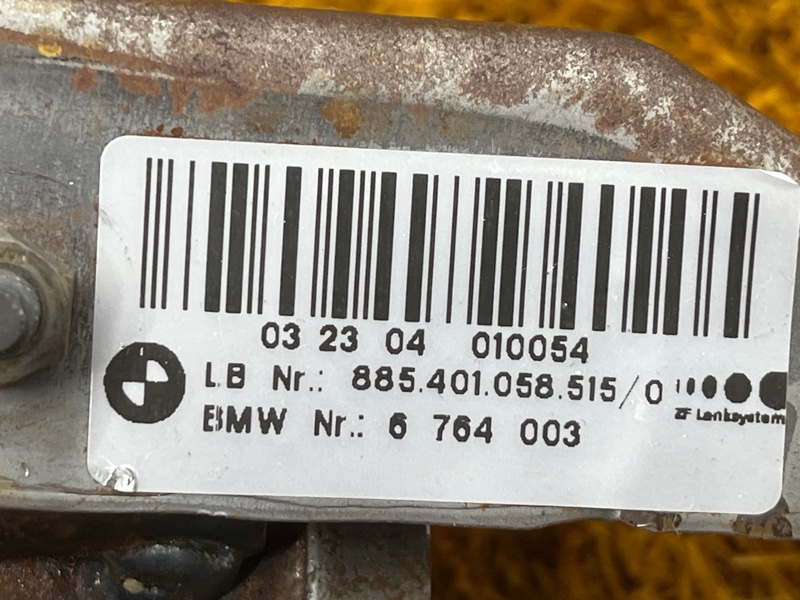 03 23 04 010054
LB Nr.: 885.401.058.515/0
ZF Lenksysteme
BMW Nr.: 6 764 003